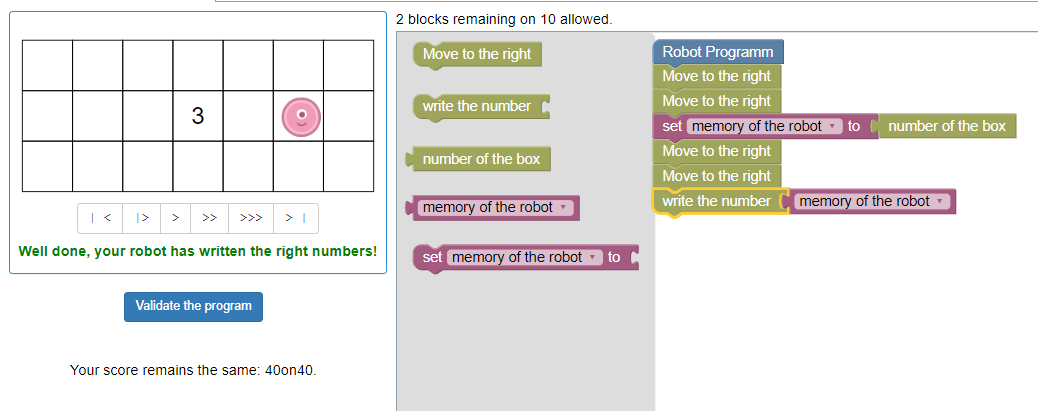 2 blocks remaining on 10 allowed.
3
| <
| >
>
>>
>>>
> |
Well done, your robot has written the right numbers!
Validate the program
Your score remains the same: 40on40.
Move to the right
write the number
number of the box
memory of the robot
set memory of the robot to
Robot Programm
Move to the right
Move to the right
set memory of the robot to number of the box
Move to the right
Move to the right
write the number memory of the robot